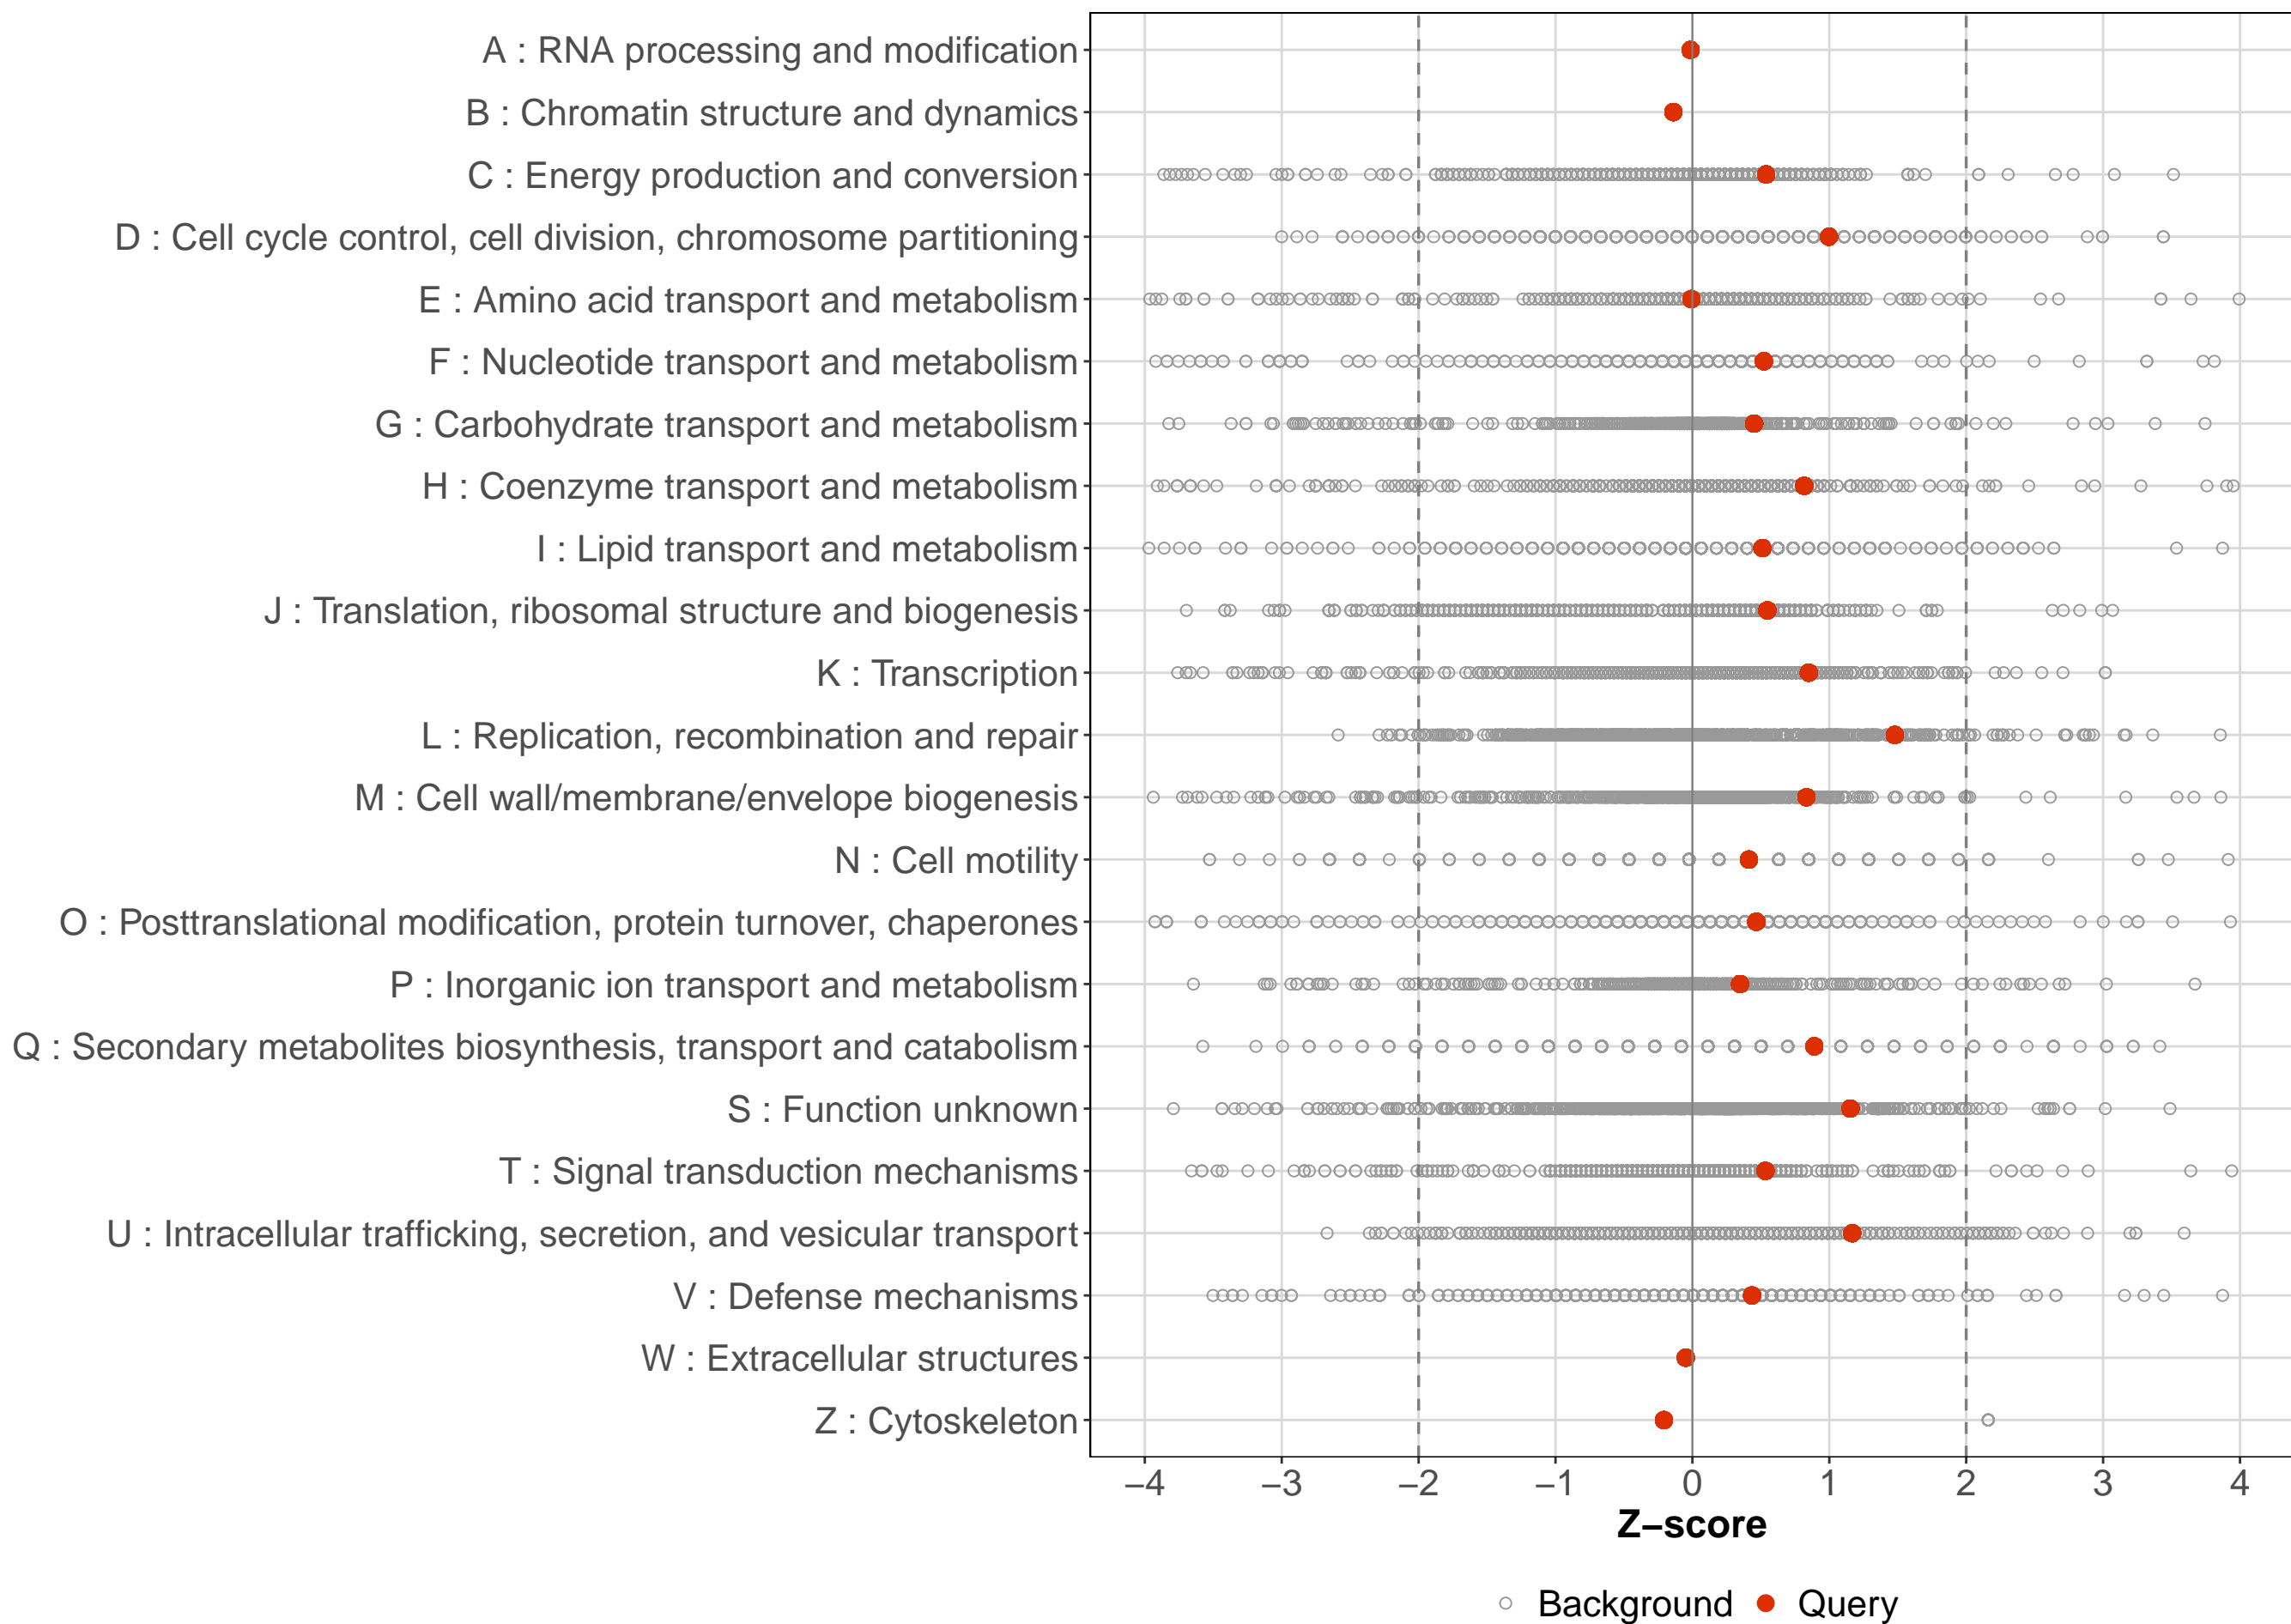 A : RNA processing and modification
B : Chromatin structure and dynamics
C : Energy production and conversion
D : Cell cycle control, cell division, chromosome partitioning
E : Amino acid transport and metabolism
F : Nucleotide transport and metabolism
G : Carbohydrate transport and metabolism
H : Coenzyme transport and metabolism
I : Lipid transport and metabolism
J : Translation, ribosomal structure and biogenesis
K : Transcription
L : Replication, recombination and repair
M : Cell wall/membrane/envelope biogenesis
N : Cell motility
O : Posttranslational modification, protein turnover, chaperones
P : Inorganic ion transport and metabolism
Q : Secondary metabolites biosynthesis, transport and catabolism
S : Function unknown
T : Signal transduction mechanisms
U : Intracellular trafficking, secretion, and vesicular transport
V : Defense mechanisms
W : Extracellular structures
Z : Cytoskeleton
−4 −3 −2 −1 0 1 2 3 4
Z−score
Background Query